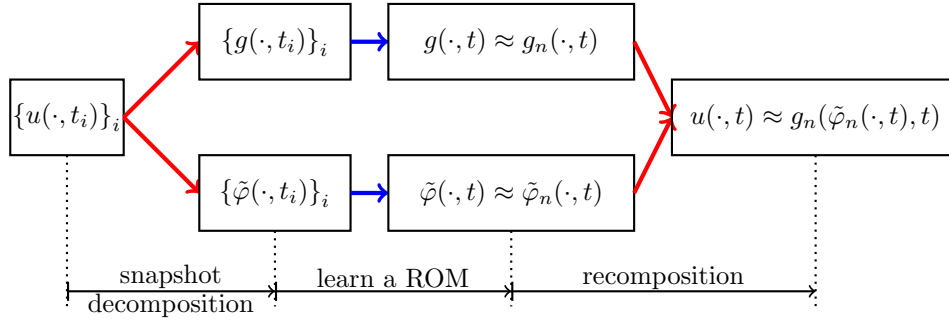 {g(·, t_i)}_i
g(·, t) ≈ g_n(·, t)
{u(·, t_i)}_i
u(·, t) ≈ g_n(φ̃_n(·, t), t)
{φ̃(·, t_i)}_i
φ̃(·, t) ≈ φ̃_n(·, t)
snapshot
decomposition
learn a ROM
recomposition